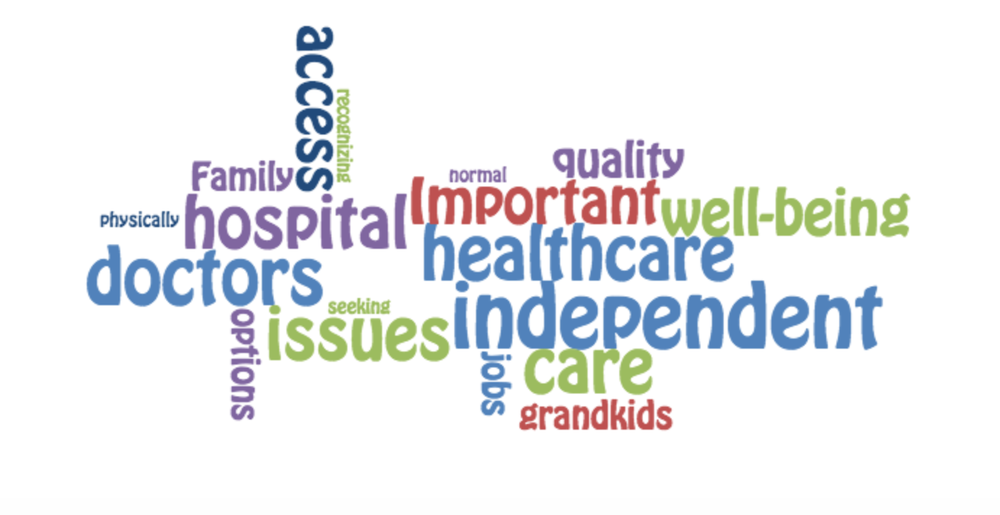 access
recognizing
Family
normal
quality
physically
hospital
Important
well-being
doctors
healthcare
seeking
independent
options
issues
jobs
care
grandkids